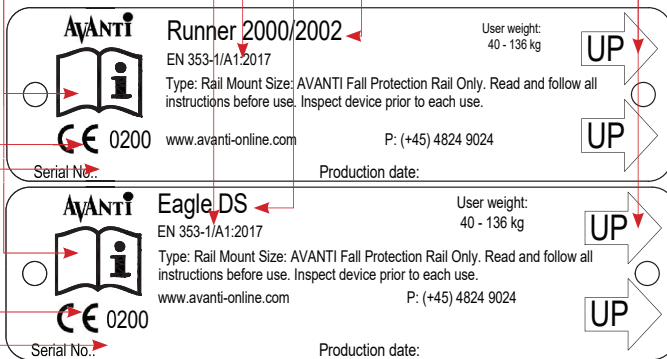 AVANTi
Runner 2000/2002
User weight:
40 - 136 kg
UP
EN 353-1/A1:2017
Type: Rail Mount Size: AVANTI Fall Protection Rail Only. Read and follow all
instructions before use. Inspect device prior to each use.
i
CE 0200
www.avanti-online.com
P: (+45) 4824 9024
UP
Serial No.:
Production date:
AVANTi
Eagle DS
User weight:
40 - 136 kg
UP
EN 353-1/A1:2017
Type: Rail Mount Size: AVANTI Fall Protection Rail Only. Read and follow all
instructions before use. Inspect device prior to each use.
i
www.avanti-online.com
P: (+45) 4824 9024
CE 0200
UP
Serial No.:
Production date: